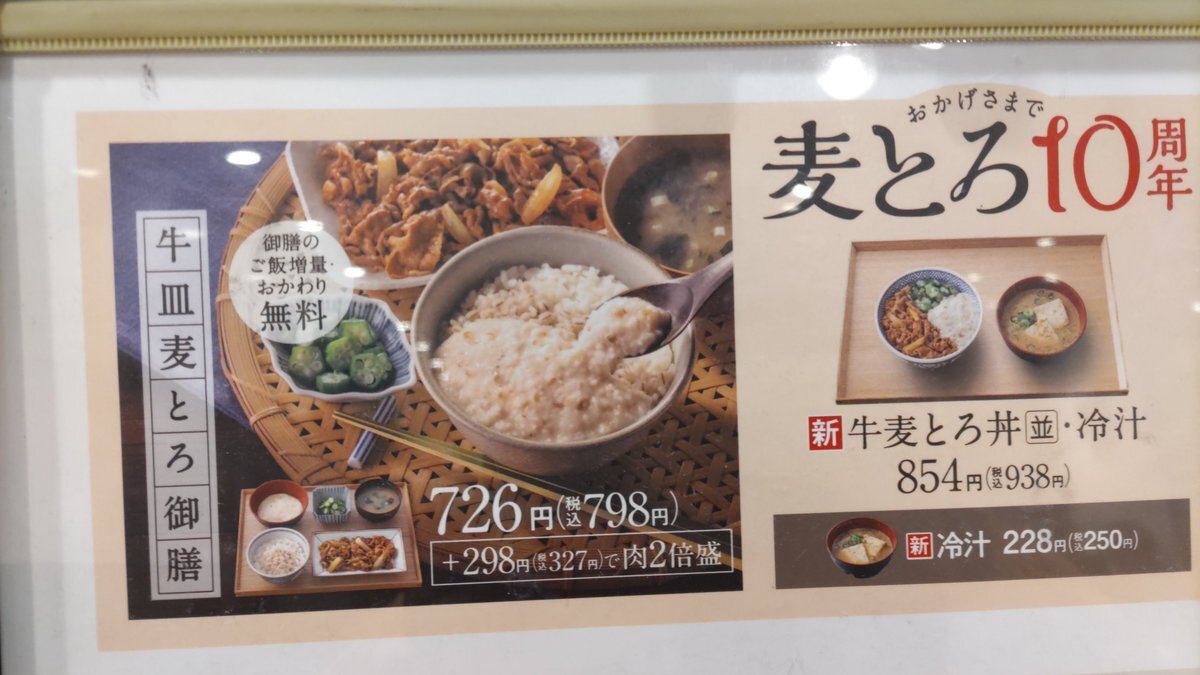 牛皿麦とろ御膳
御膳の
ご飯増量・
おかわり
無料
726円(税込798円)
+298円(税込327円)で肉2倍盛
おかげさまで
麦とろ10周年
新 牛麦とろ丼 並・冷汁
854円(税込938円)
新 冷汁 228円(税込250円)